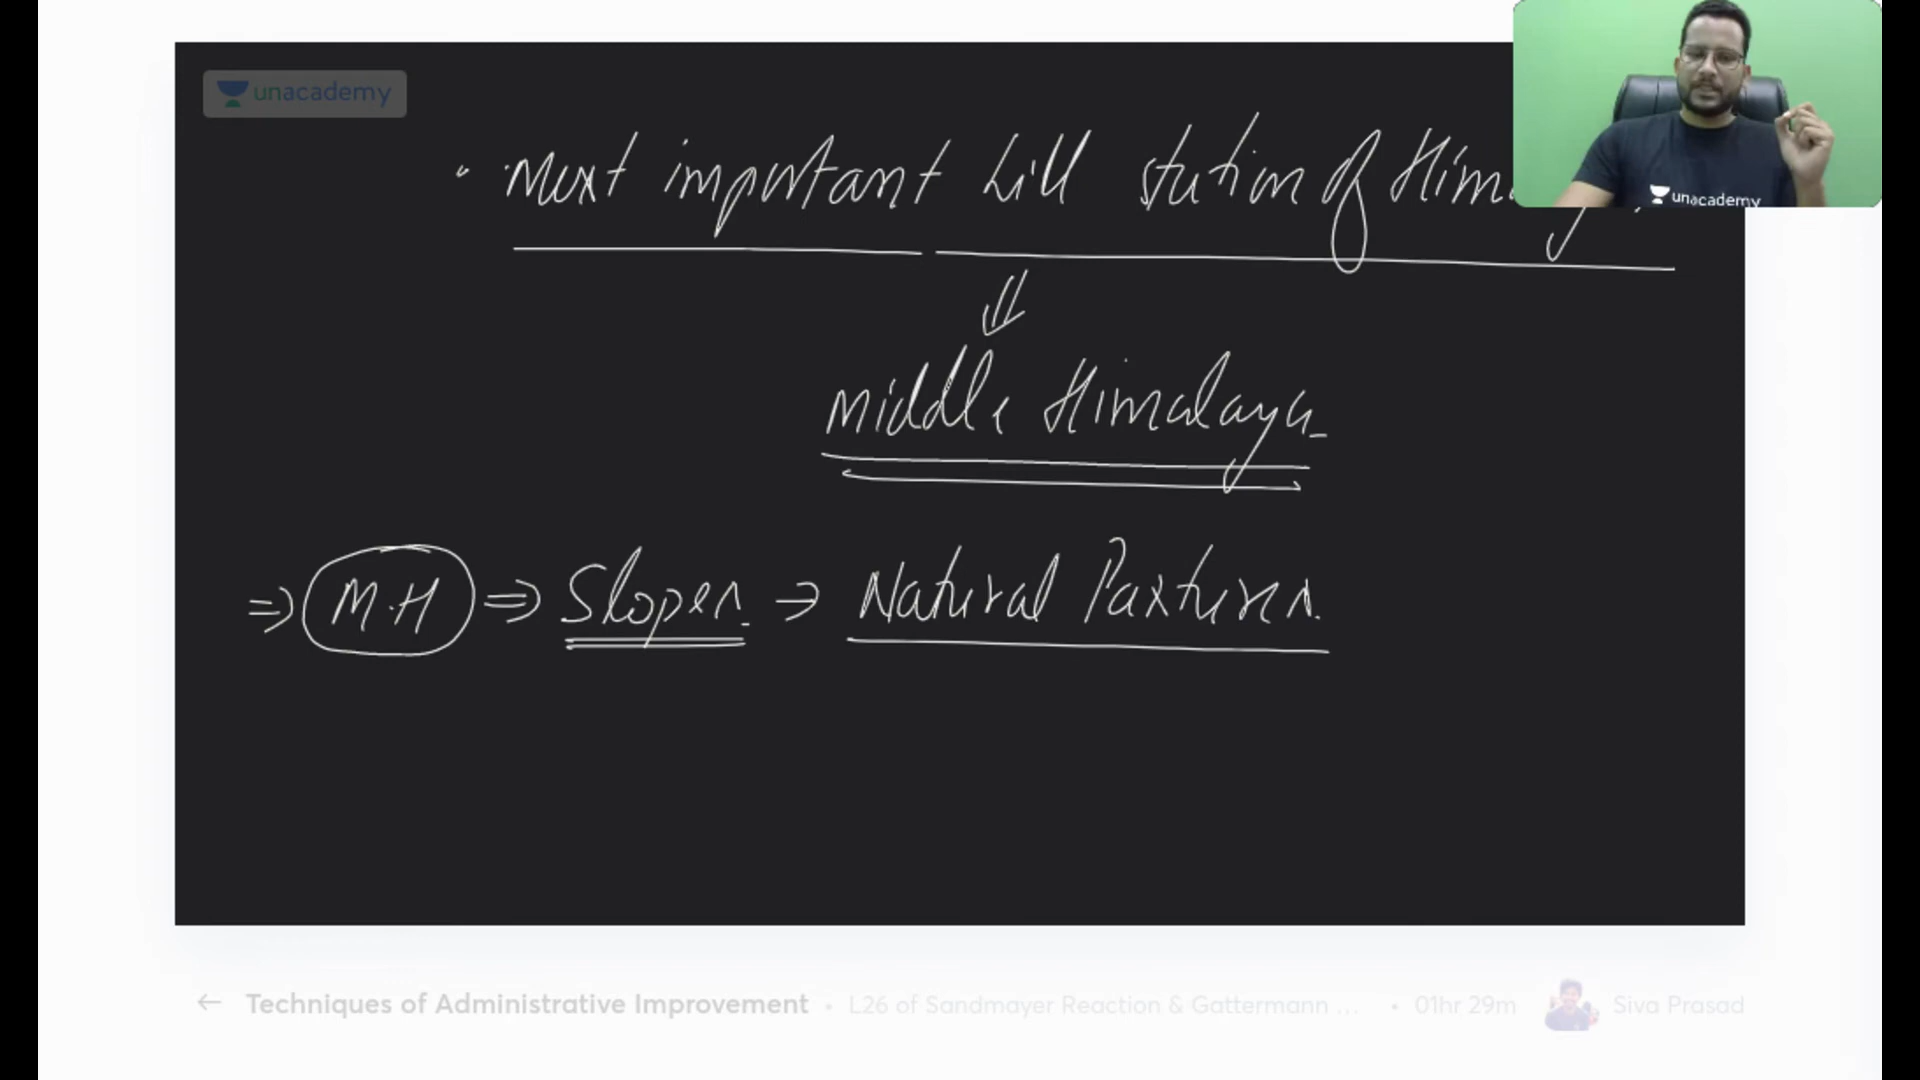 unacademy
• Most important hill station of Himalaya
unacademy
⇓
middle Himalaya
⇒ M.H ⇒ Slopes → Natural Pastures.
← Techniques of Administrative Improvement • L26 of Sandmayer Reaction & Gattermann ... • 01hr 29m Siva Prasad